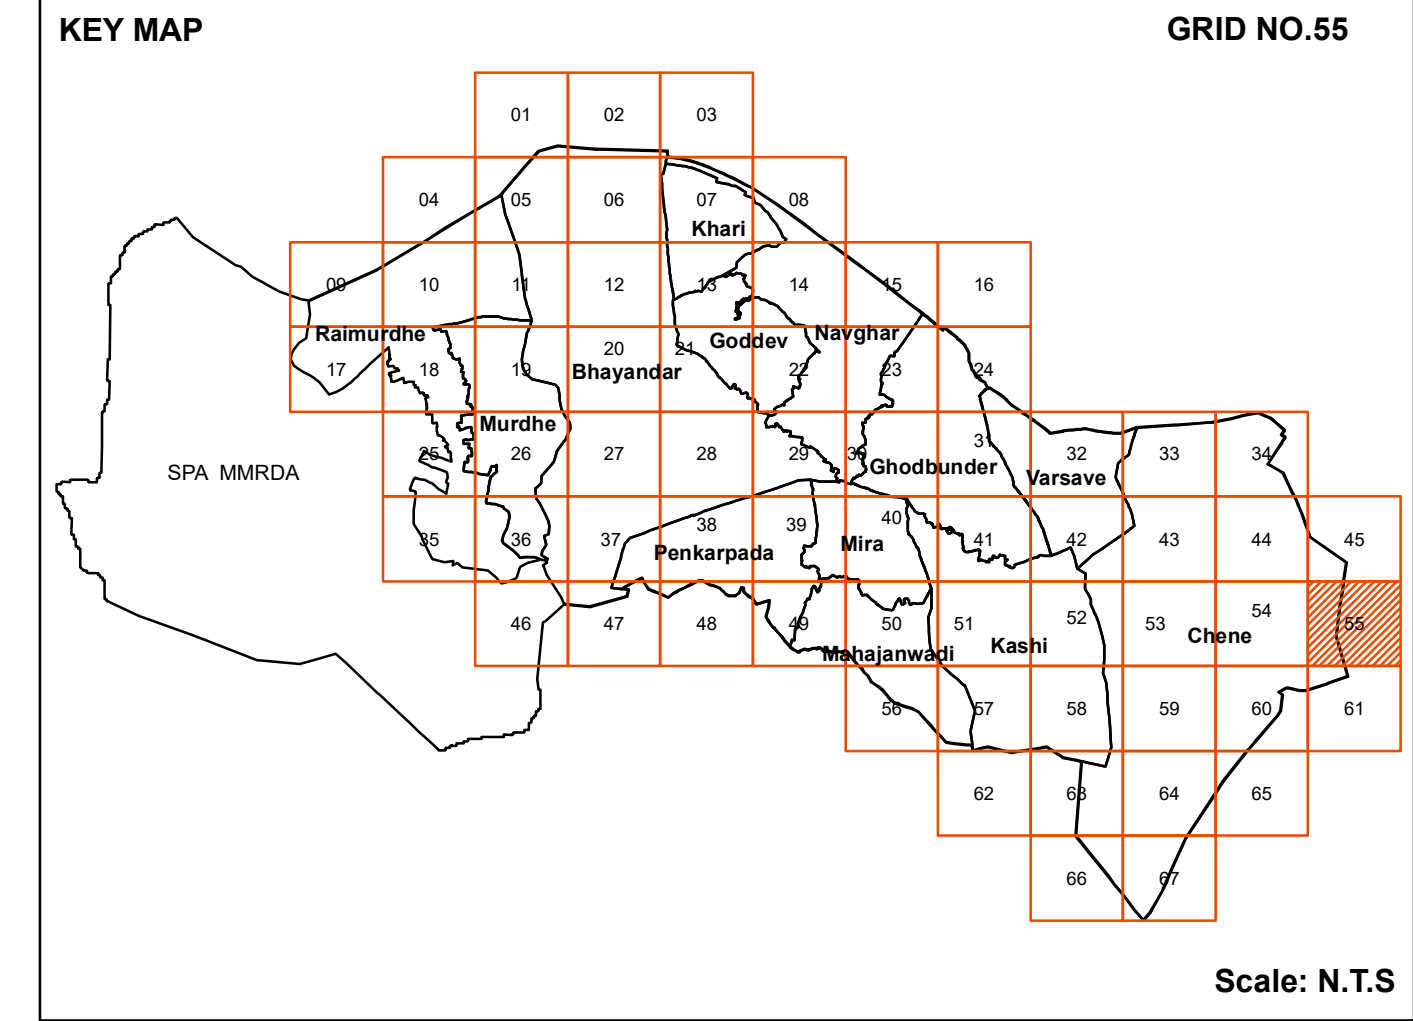 KEY MAP
GRID NO.55
01 02 03
04 05 06 07 08
Khari
09 10 11 12 13 14 15 16
Raimurdhe Goddev Navghar
17 18 19 20 21 22 23 24
Bhayandar
Murdhe
25 26 27 28 29 30 31 32 33 34
Ghodbunder Varsave
SPA MMRDA
35 36 37 38 39 40 41 42 43 44 45
Penkarpada Mira
46 47 48 49 50 51 52 53 54 55
Mahajanwadi Kashi Chene
56 57 58 59 60 61
62 63 64 65
66 67
Scale: N.T.S